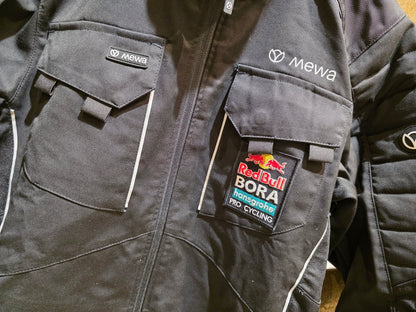 mewa
mewa
Red Bull
BORA
hansgrohe
PRO CYCLING